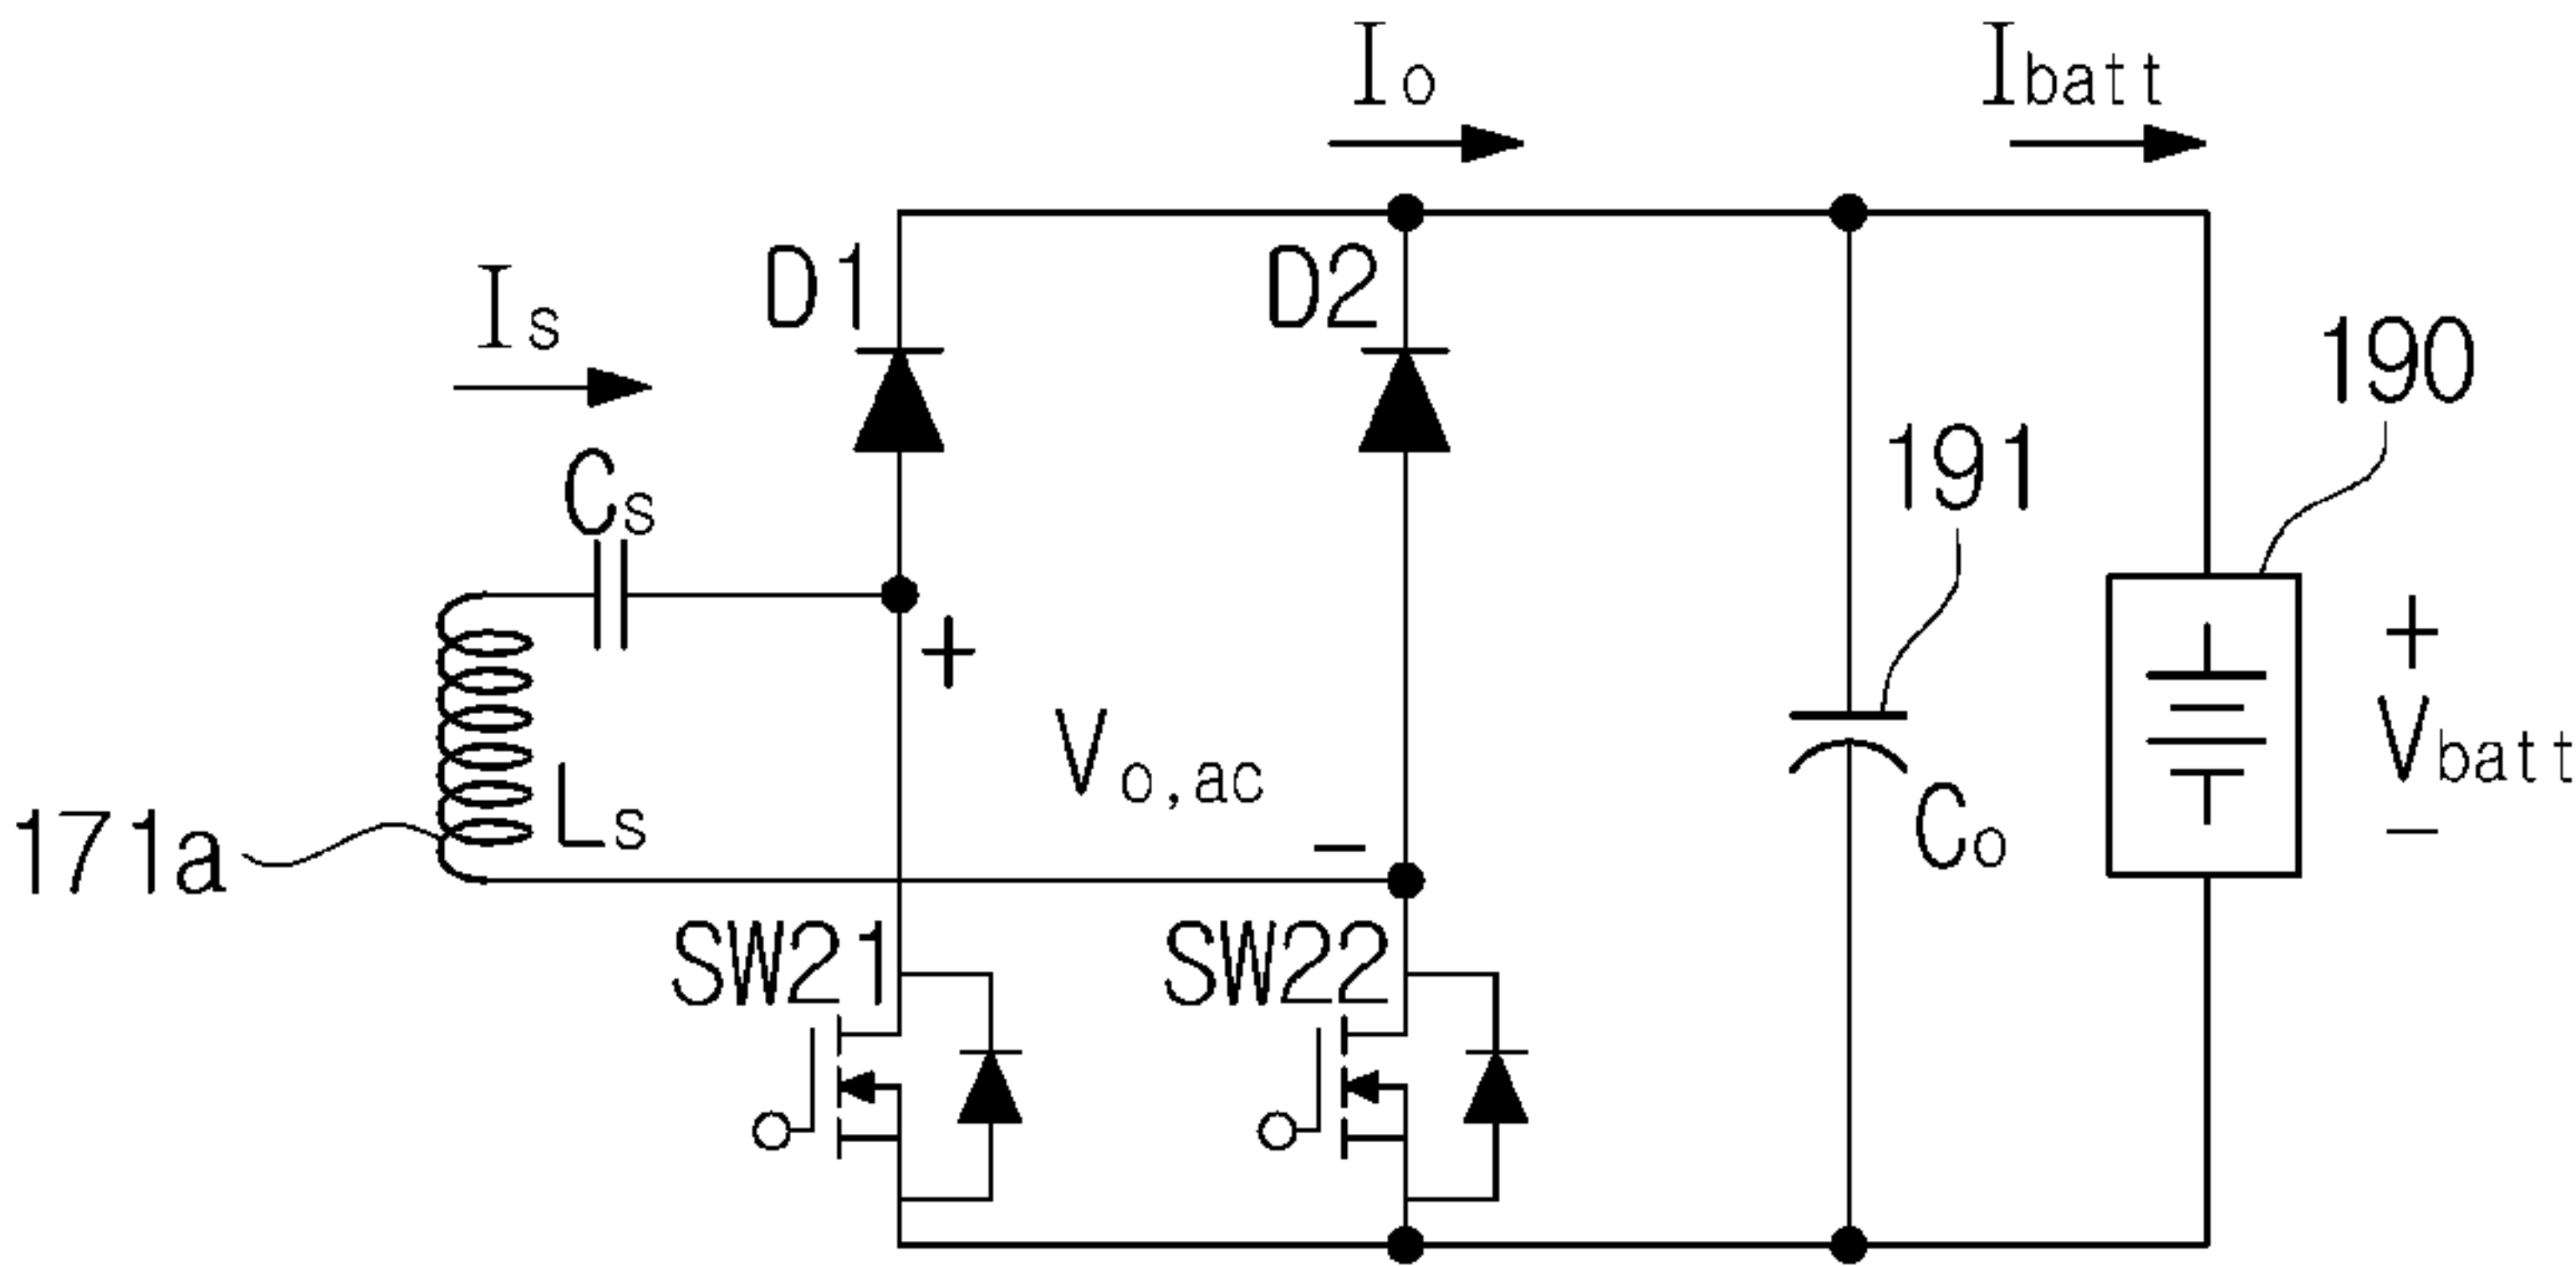 Io
Ibatt
D1
D2
Is
190
191
Cs
+
+
Vo,ac
Vbatt
171a
Ls
Co
-
-
SW21
SW22